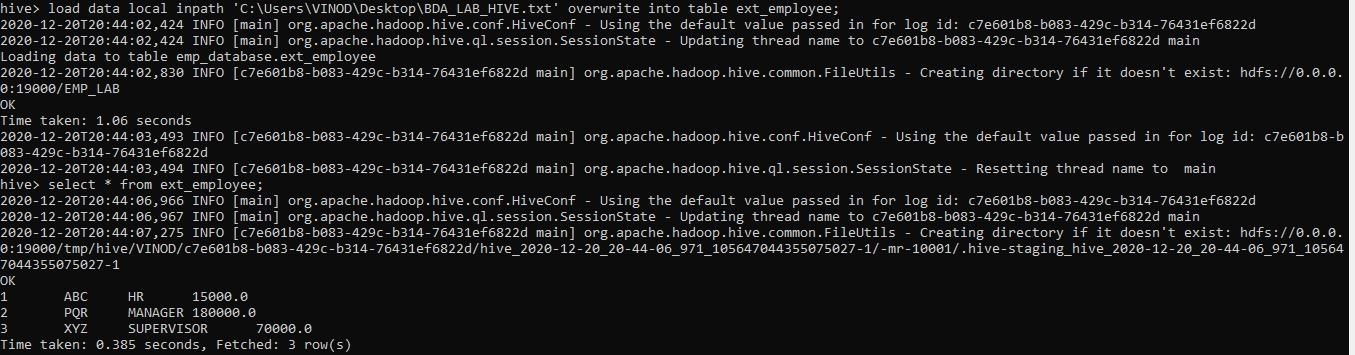 hive> load data local inpath 'C:\Users\VINOD\Desktop\BDA_LAB_HIVE.txt' overwrite into table ext_employee;
2020-12-20T20:44:02,424 INFO [main] org.apache.hadoop.hive.conf.HiveConf - Using the default value passed in for log id: c7e601b8-b083-429c-b314-76431ef6822d
2020-12-20T20:44:02,424 INFO [main] org.apache.hadoop.hive.ql.session.SessionState - Updating thread name to c7e601b8-b083-429c-b314-76431ef6822d main
Loading data to table emp_database.ext_employee
2020-12-20T20:44:02,830 INFO [c7e601b8-b083-429c-b314-76431ef6822d main] org.apache.hadoop.hive.common.FileUtils - Creating directory if it doesn't exist: hdfs://0.0.0.
0:19000/EMP_LAB
OK
Time taken: 1.06 seconds
2020-12-20T20:44:03,493 INFO [c7e601b8-b083-429c-b314-76431ef6822d main] org.apache.hadoop.hive.conf.HiveConf - Using the default value passed in for log id: c7e601b8-b
083-429c-b314-76431ef6822d
2020-12-20T20:44:03,494 INFO [c7e601b8-b083-429c-b314-76431ef6822d main] org.apache.hadoop.hive.ql.session.SessionState - Resetting thread name to  main
hive> select * from ext_employee;
2020-12-20T20:44:06,966 INFO [main] org.apache.hadoop.hive.conf.HiveConf - Using the default value passed in for log id: c7e601b8-b083-429c-b314-76431ef6822d
2020-12-20T20:44:06,967 INFO [main] org.apache.hadoop.hive.ql.session.SessionState - Updating thread name to c7e601b8-b083-429c-b314-76431ef6822d main
2020-12-20T20:44:07,275 INFO [c7e601b8-b083-429c-b314-76431ef6822d main] org.apache.hadoop.hive.common.FileUtils - Creating directory if it doesn't exist: hdfs://0.0.0.
0:19000/tmp/hive/VINOD/c7e601b8-b083-429c-b314-76431ef6822d/hive_2020-12-20_20-44-06_971_105647044355075027-1/-mr-10001/.hive-staging_hive_2020-12-20_20-44-06_971_10564
7044355075027-1
OK
1       ABC     HR      15000.0
2       PQR     MANAGER 180000.0
3       XYZ     SUPERVISOR      70000.0
Time taken: 0.385 seconds, Fetched: 3 row(s)